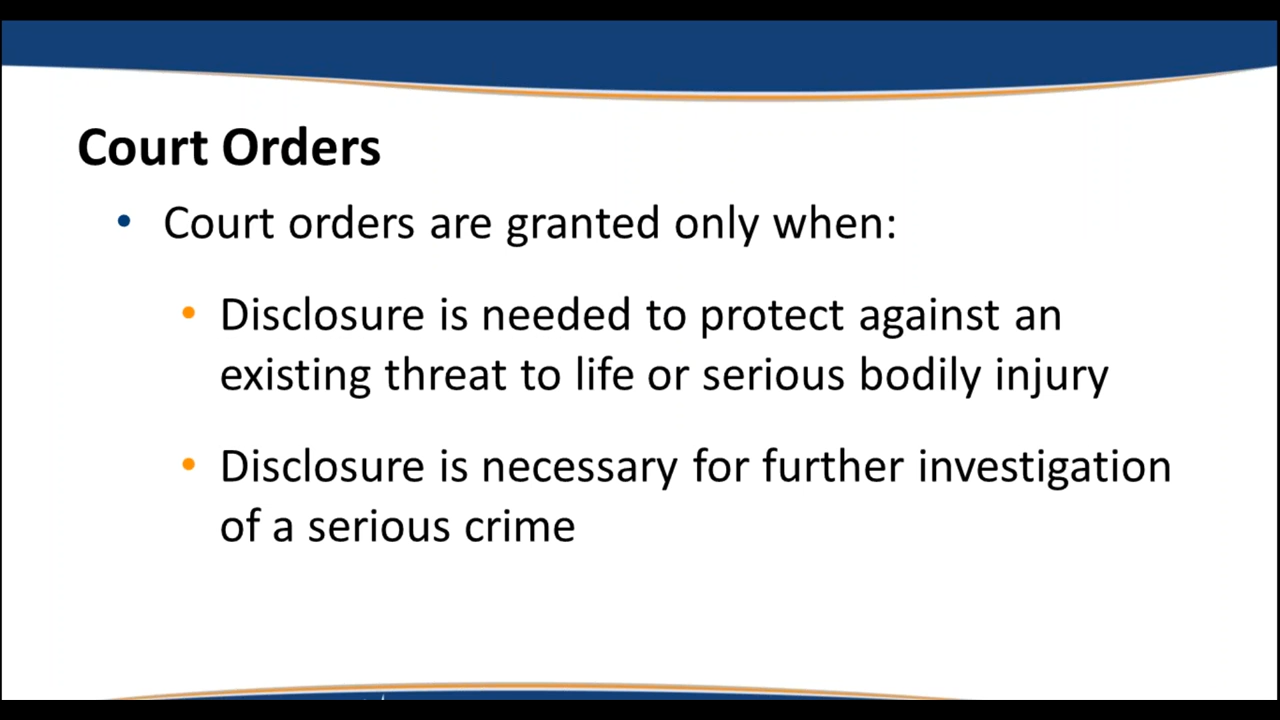 Court Orders
• Court orders are granted only when:
• Disclosure is needed to protect against an
existing threat to life or serious bodily injury
• Disclosure is necessary for further investigation
of a serious crime